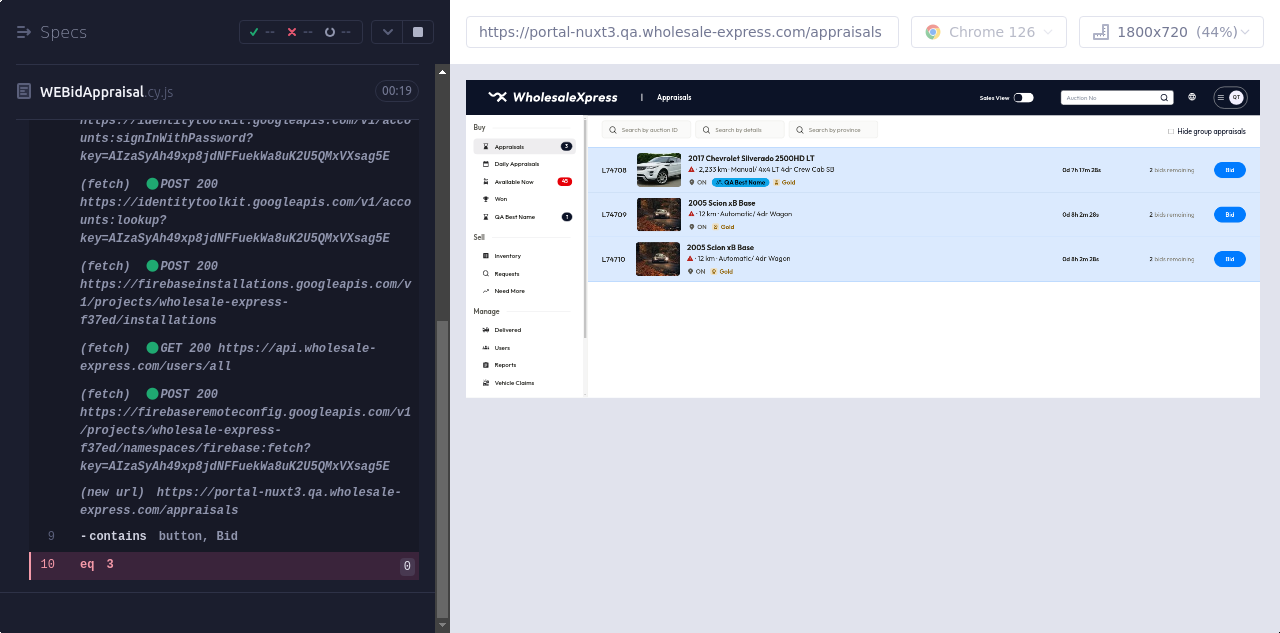 Specs
--
--
--
https://portal-nuxt3.qa.wholesale-express.com/appraisals
Chrome 126
1800x720 (44%)
WEBidAppraisal.cy.js
00:19
https://identitytoolkit.googleapis.com/v1/acco
unts:signInWithPassword?
key=AIzaSyAh49xp8jdNFFuekWa8uK2U5QMxVXsag5E
(fetch) POST 200
https://identitytoolkit.googleapis.com/v1/acco
unts:lookup?
key=AIzaSyAh49xp8jdNFFuekWa8uK2U5QMxVXsag5E
(fetch) POST 200
https://firebaseinstallations.googleapis.com/v
1/projects/wholesale-express-
f37ed/installations
(fetch) GET 200 https://api.wholesale-
express.com/users/all
(fetch) POST 200
https://firebaseremoteconfig.googleapis.com/v1
/projects/wholesale-express-
f37ed/namespaces/firebase:fetch?
key=AIzaSyAh49xp8jdNFFuekWa8uK2U5QMxVXsag5E
(new url) https://portal-nuxt3.qa.wholesale-
express.com/appraisals
9 -contains button, Bid
10 eq 3 0
WholesaleXpress | Appraisals
Sales View
Auction No
QT
Buy
Appraisals 3
Daily Appraisals
Available Now 45
Won
QA Best Name 1
Sell
Inventory
Requests
Need More
Manage
Delivered
Users
Reports
Vehicle Claims
Search by auction ID
Search by details
Search by province
Hide group appraisals
L74708
2017 Chevrolet Silverado 2500HD LT
· 2,233 km · Manual/ 4x4 LT 4dr Crew Cab SB
ON QA Best Name Gold
0d 7h 17m 28s
2 bids remaining
Bid
L74709
2005 Scion xB Base
· 12 km · Automatic/ 4dr Wagon
ON Gold
0d 8h 2m 28s
2 bids remaining
Bid
L74710
2005 Scion xB Base
· 12 km · Automatic/ 4dr Wagon
ON Gold
0d 8h 2m 28s
2 bids remaining
Bid